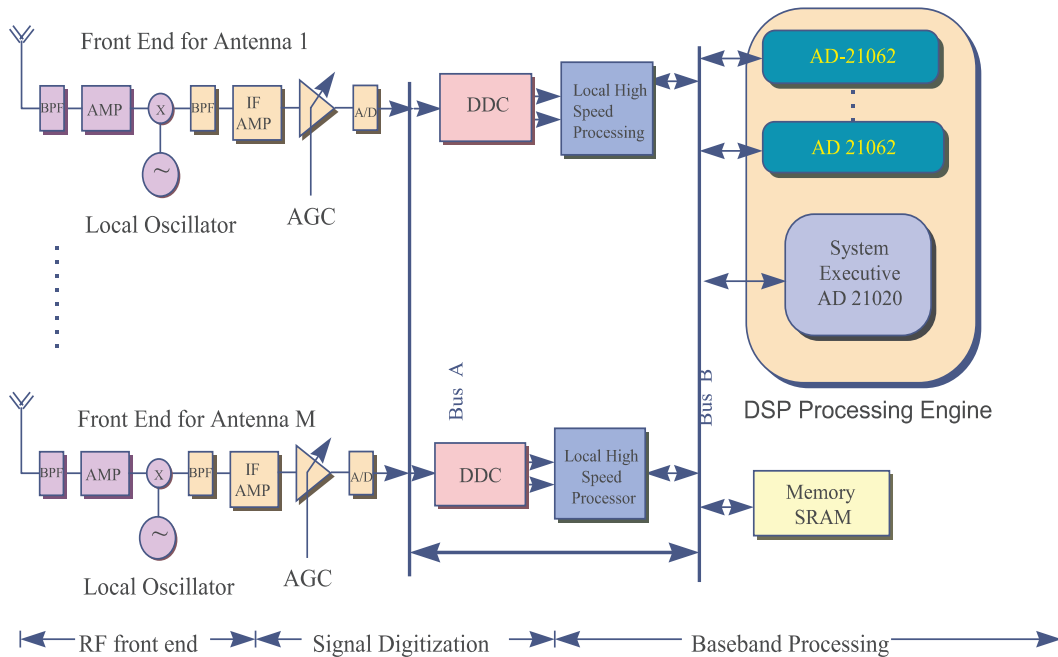 Front End for Antenna 1
BPF
AMP
X
~
BPF
IF
AMP
A/D
Local Oscillator
AGC
DDC
Local High
Speed
Processing
AD-21062
AD 21062
System
Executive
AD 21020
DSP Processing Engine
Bus A
Bus B
Front End for Antenna M
BPF
AMP
X
~
BPF
IF
AMP
A/D
Local Oscillator
AGC
DDC
Local High
Speed
Processor
Memory
SRAM
RF front end
Signal Digitization
Baseband Processing